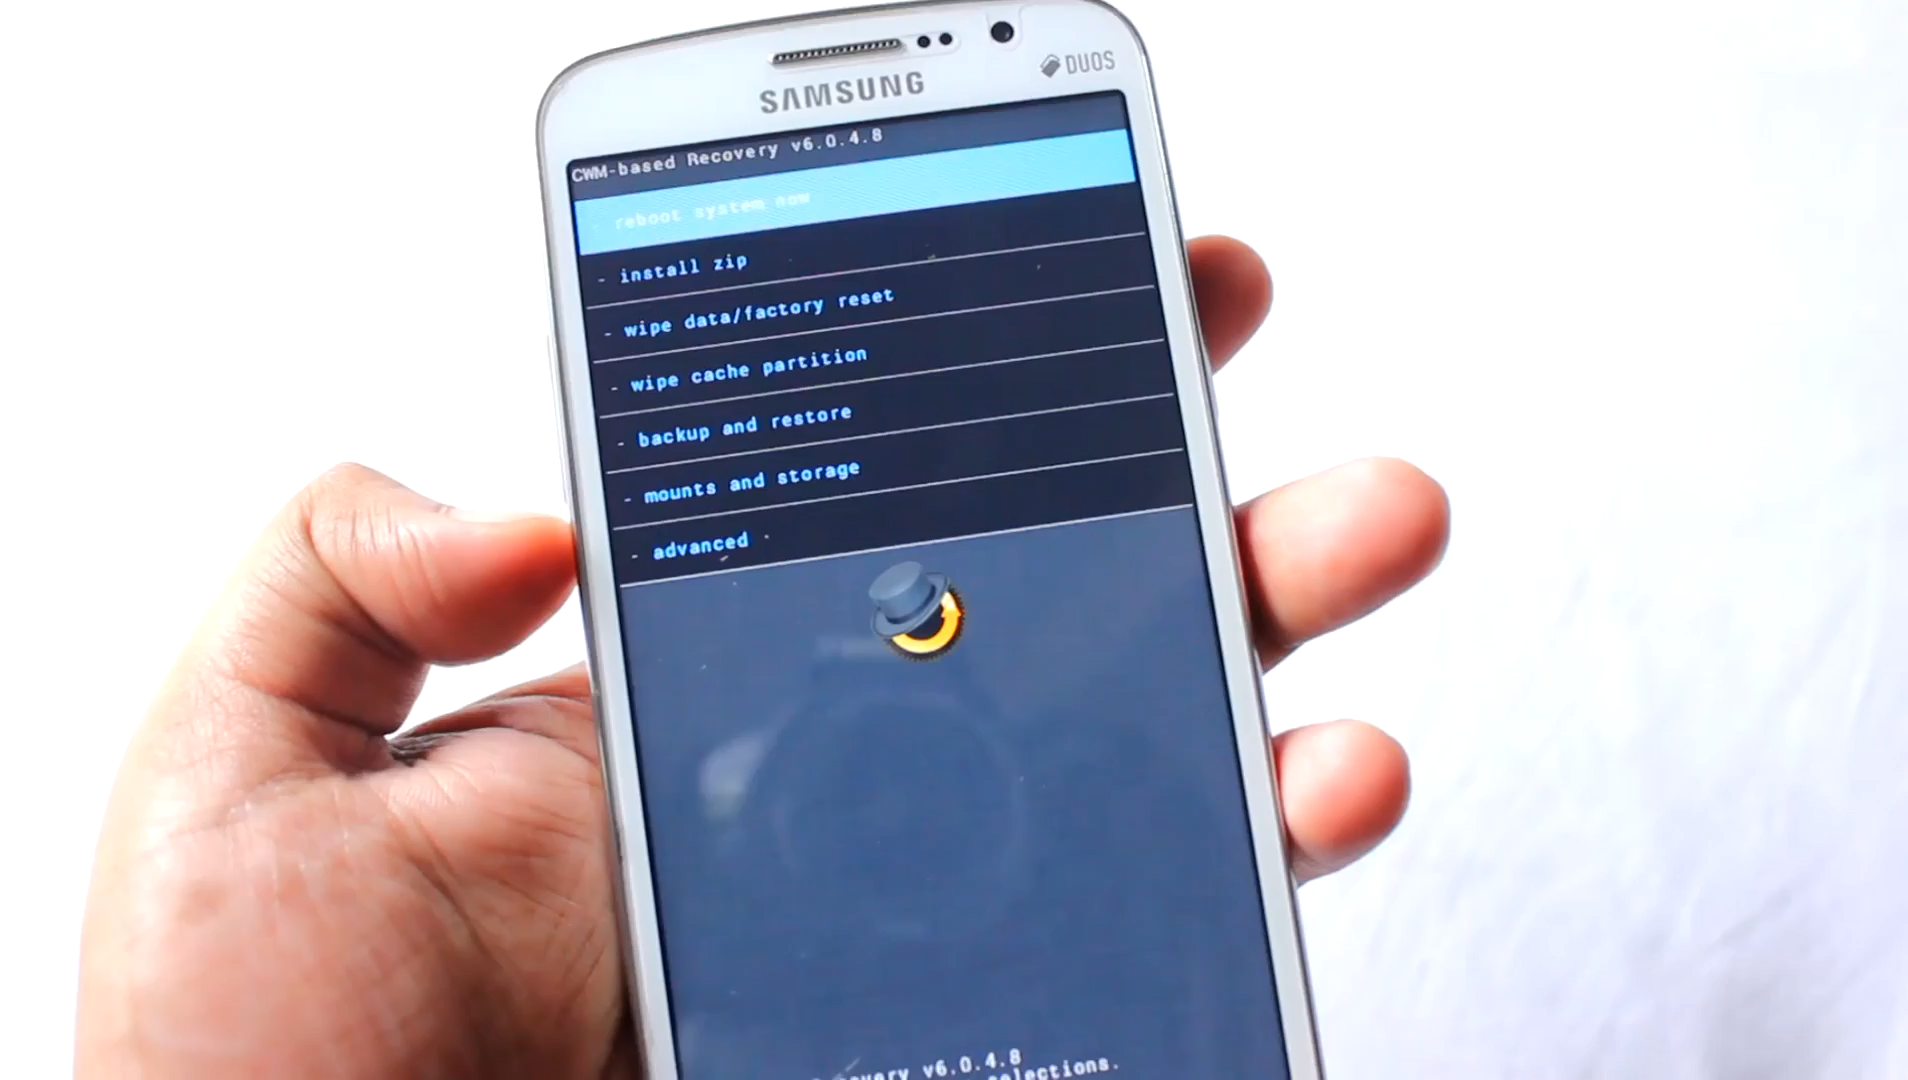 DUOS
SAMSUNG
CWM-based Recovery v6.0.4.8
- reboot system now
- install zip
- wipe data/factory reset
- wipe cache partition
- backup and restore
- mounts and storage
- advanced
v6.0.4.8